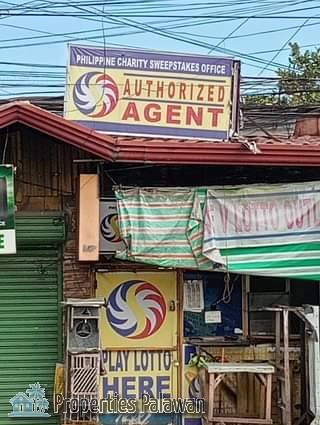 PHILIPPINE CHARITY SWEEPSTAKES OFFICE
AUTHORIZED
AGENT
LOTTO OUTL
PLAY LOTTO
HERE
Properties Palawan